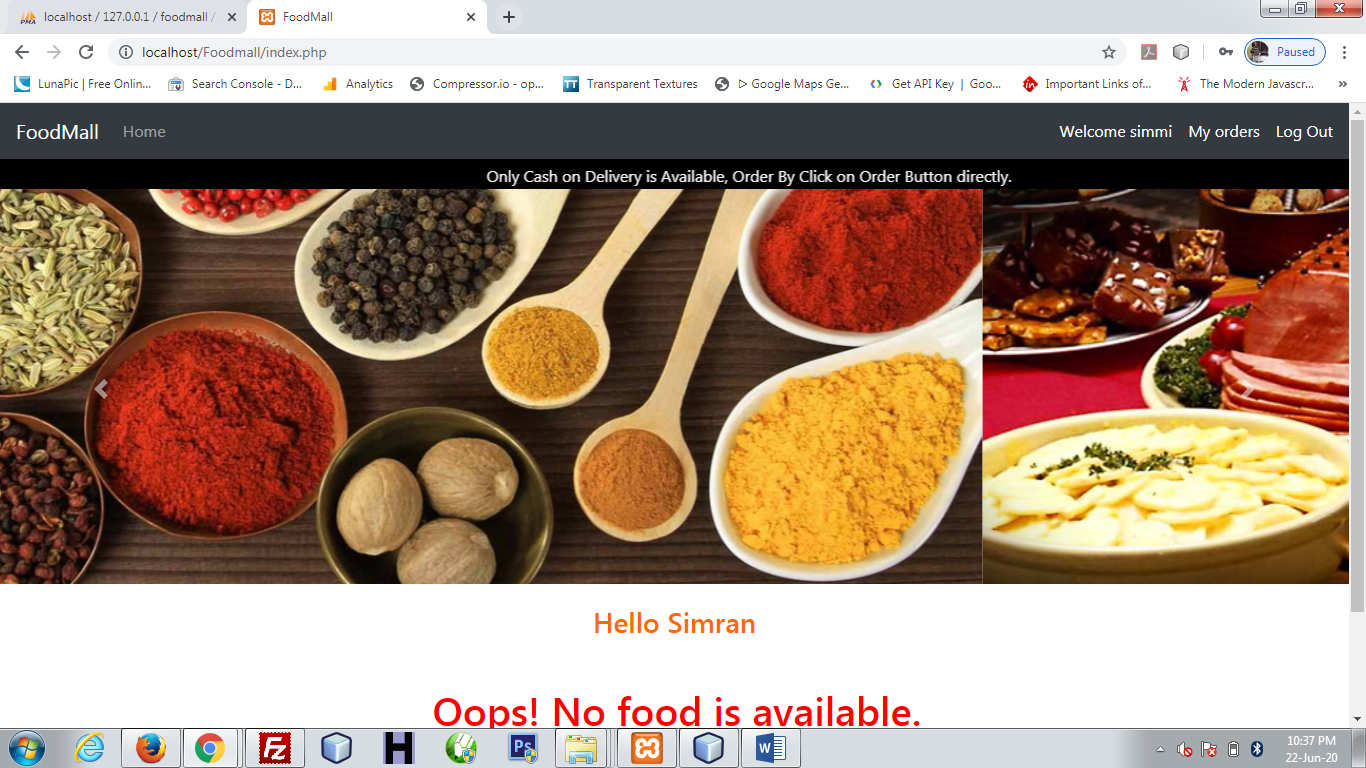 localhost / 127.0.0.1 / foodmall /
FoodMall
localhost/Foodmall/index.php
Paused
LunaPic | Free Onlin...
Search Console - D...
Analytics
Compressor.io - op...
TT
Transparent Textures
ᐅ Google Maps Ge...
Get API Key | Goo...
Important Links of...
The Modern Javascr...
»
FoodMall
Home
Welcome simmi
My orders
Log Out
Only Cash on Delivery is Available, Order By Click on Order Button directly.
Hello Simran
Oops! No food is available.
10:37 PM
22-Jun-20